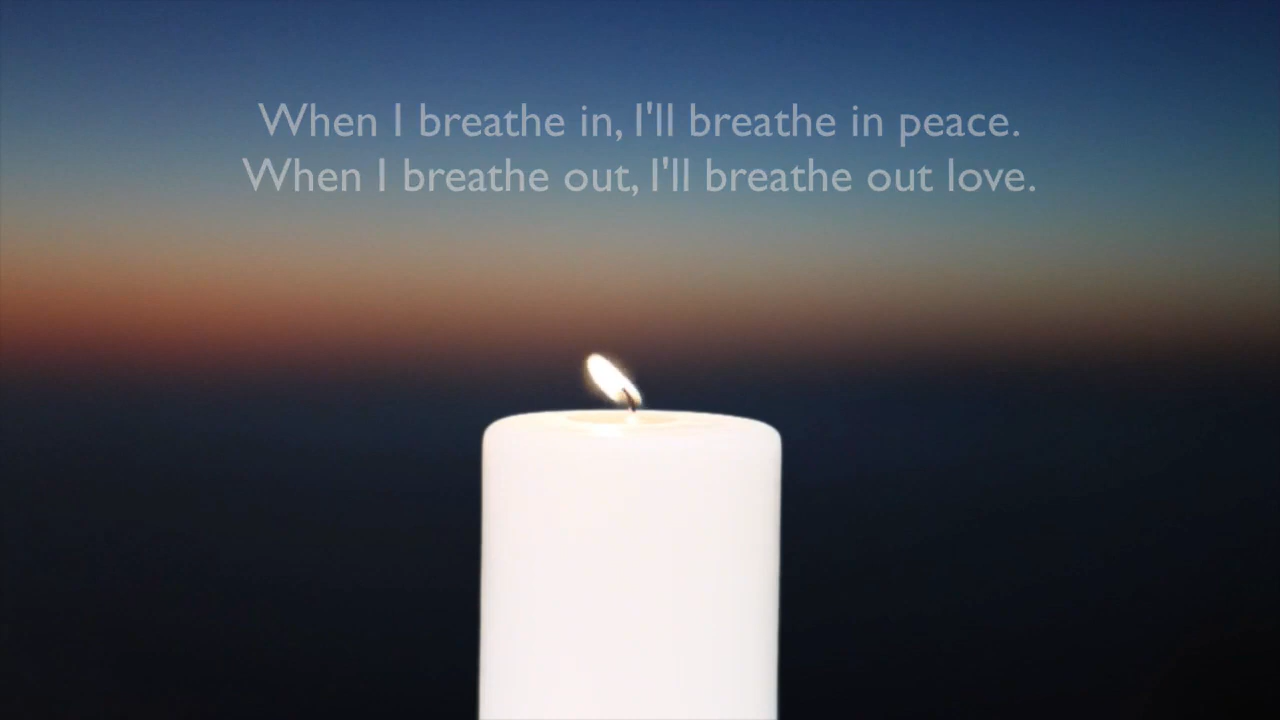 When I breathe in, I'll breathe in peace.
When I breathe out, I'll breathe out love.